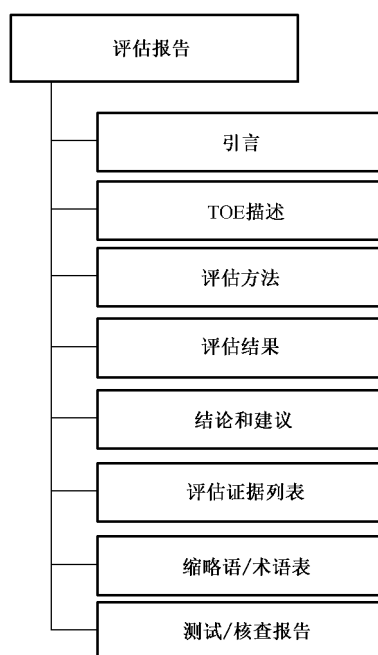 评估报告
引言
TOE描述
评估方法
评估结果
结论和建议
评估证据列表
缩略语/术语表
测试/核查报告